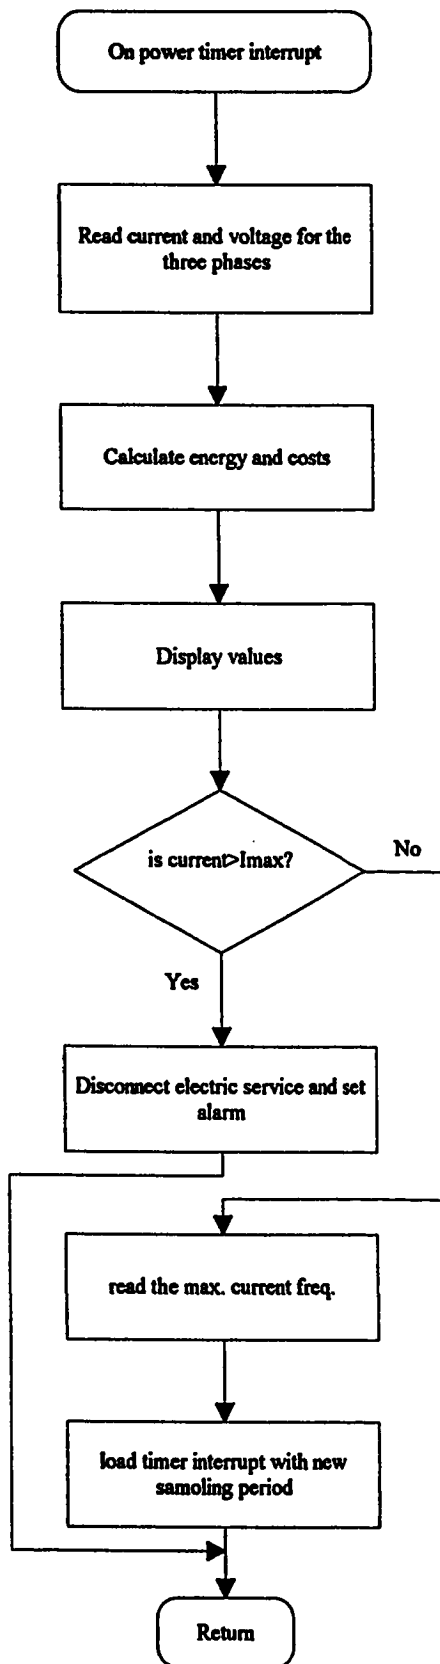 On power timer interrupt
Read current and voltage for the
three phases
Calculate energy and costs
Display values
is current>Imax?
No
Yes
Disconnect electric service and set
alarm
read the max. current freq.
load timer interrupt with new
samoling period
Return